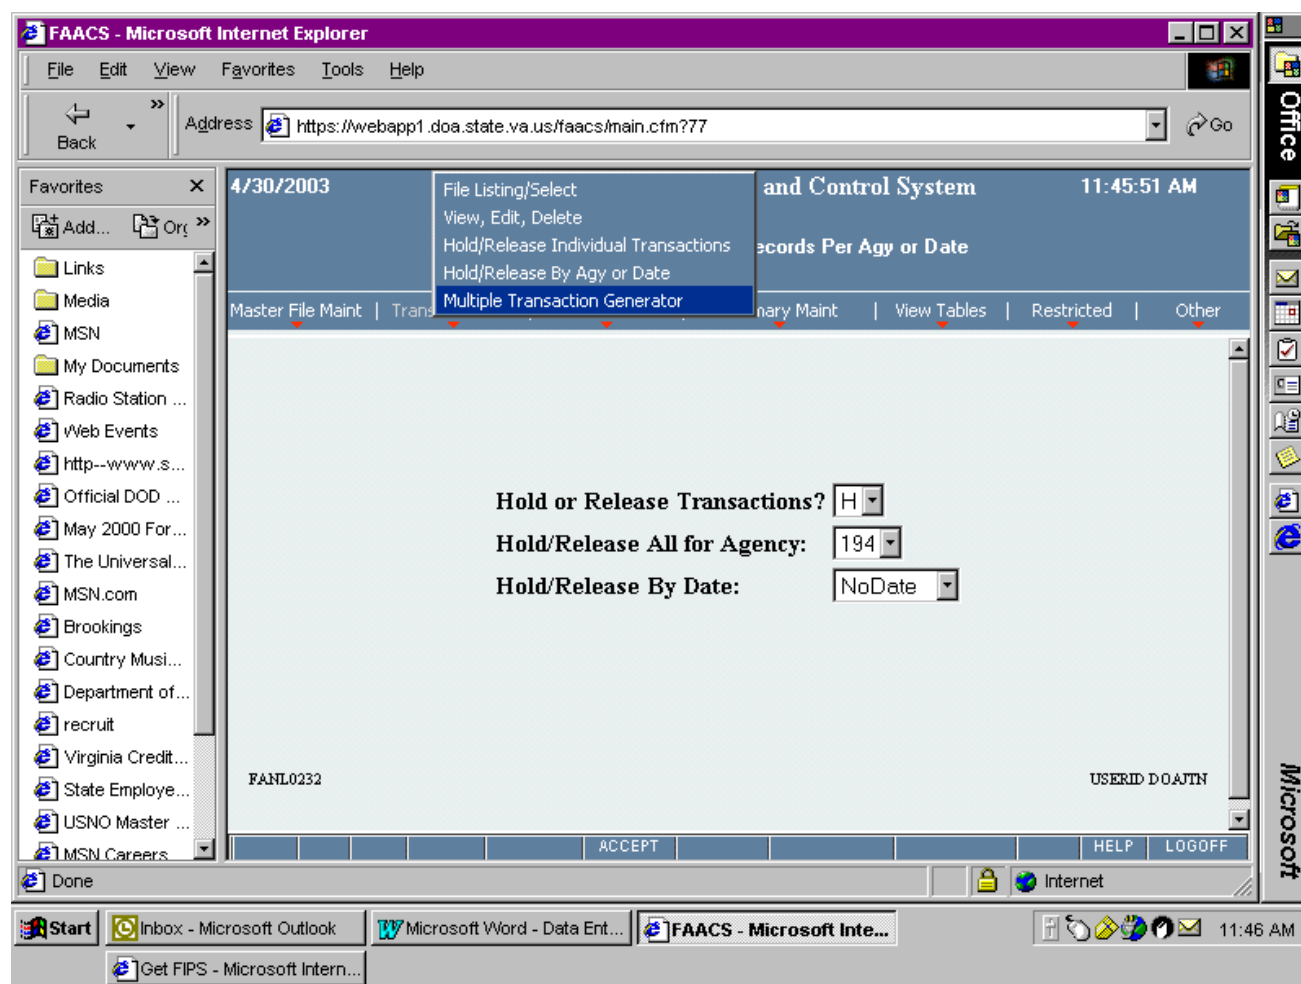 FAACS - Microsoft Internet Explorer
File Edit View Favorites Tools Help
Back » Address https://webapp1.doa.state.va.us/faacs/main.cfm?77 Go
Favorites
Add... Org »
Links
Media
MSN
My Documents
Radio Station ...
Web Events
http--www.s...
Official DOD ...
May 2000 For...
The Universal...
MSN.com
Brookings
Country Musi...
Department of...
recruit
Virginia Credit...
State Employe...
USNO Master ...
MSN Careers
4/30/2003 and Control System 11:45:51 AM
ecords Per Agy or Date
File Listing/Select
View, Edit, Delete
Hold/Release Individual Transactions
Hold/Release By Agy or Date
Multiple Transaction Generator
Master File Maint | Trans mary Maint | View Tables | Restricted | Other
Hold or Release Transactions? H
Hold/Release All for Agency: 194
Hold/Release By Date: NoDate
FANL0232 USERID DOAJTN
ACCEPT HELP LOGOFF
Done Internet
Start Inbox - Microsoft Outlook Microsoft Word - Data Ent... FAACS - Microsoft Inte... 11:46 AM
Get FIPS - Microsoft Intern...
Office
Microsoft